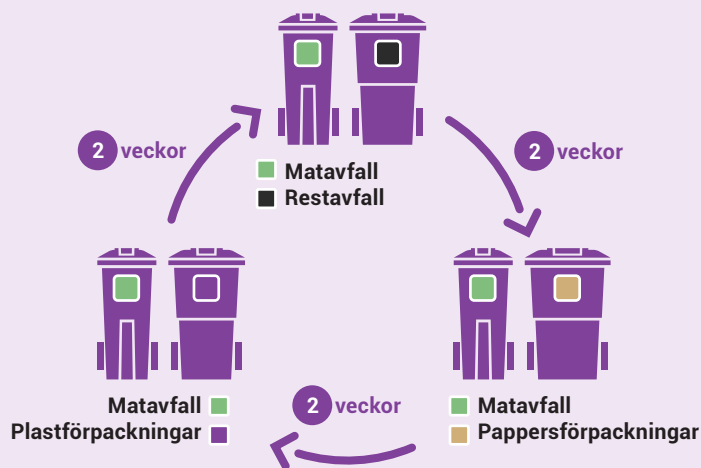 2 veckor
2 veckor
Matavfall
Restavfall
Matavfall
Plastförpackningar
2 veckor
Matavfall
Pappersförpackningar